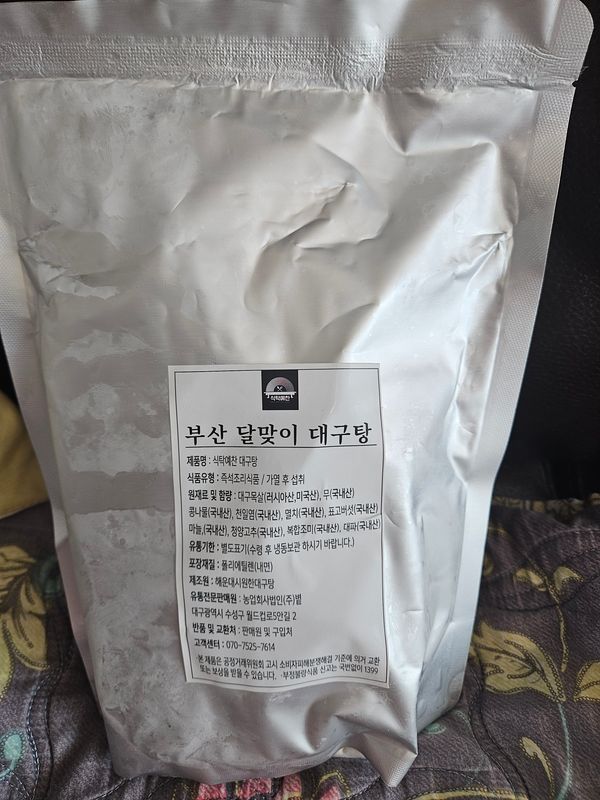 식탁예찬
부산 달맞이 대구탕
제품명 : 식탁예찬 대구탕
식품유형 : 즉석조리식품 / 가열 후 섭취
원재료 및 함량 : 대구목살(러시아산,미국산), 무(국내산)
콩나물(국내산), 천일염(국내산), 멸치(국내산), 표고버섯(국내산)
마늘,(국내산), 청양고추(국내산), 복합조미(국내산), 대파(국내산)
유통기한 : 별도표기(수령 후 냉동보관 하시기 바랍니다.)
포장재질 : 폴리에틸렌(내면)
제조원 : 해운대시원한대구탕
유통전문판매원 : 농업회사법인(주)별
대구광역시 수성구 월드컵로5안길 2
반품 및 교환처 : 판매원 및 구입처
고객센터 : 070-7525-7614
·본 제품은 공정거래위원회 고시 소비자피해분쟁해결 기준에 의거 교환
또는 보상을 받을 수 있습니다. ·부정불량식품 신고는 국번없이 1399